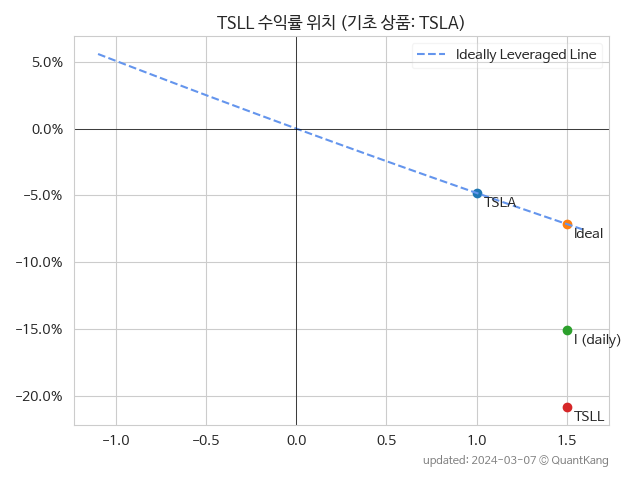 TSLL 수익률 위치 (기초 상품: TSLA)
Ideally Leveraged Line
5.0%
0.0%
−5.0%
−10.0%
−15.0%
−20.0%
TSLA
Ideal
I (daily)
TSLL
−1.0 −0.5 0.0 0.5 1.0 1.5
updated: 2024-03-07 © QuantKang